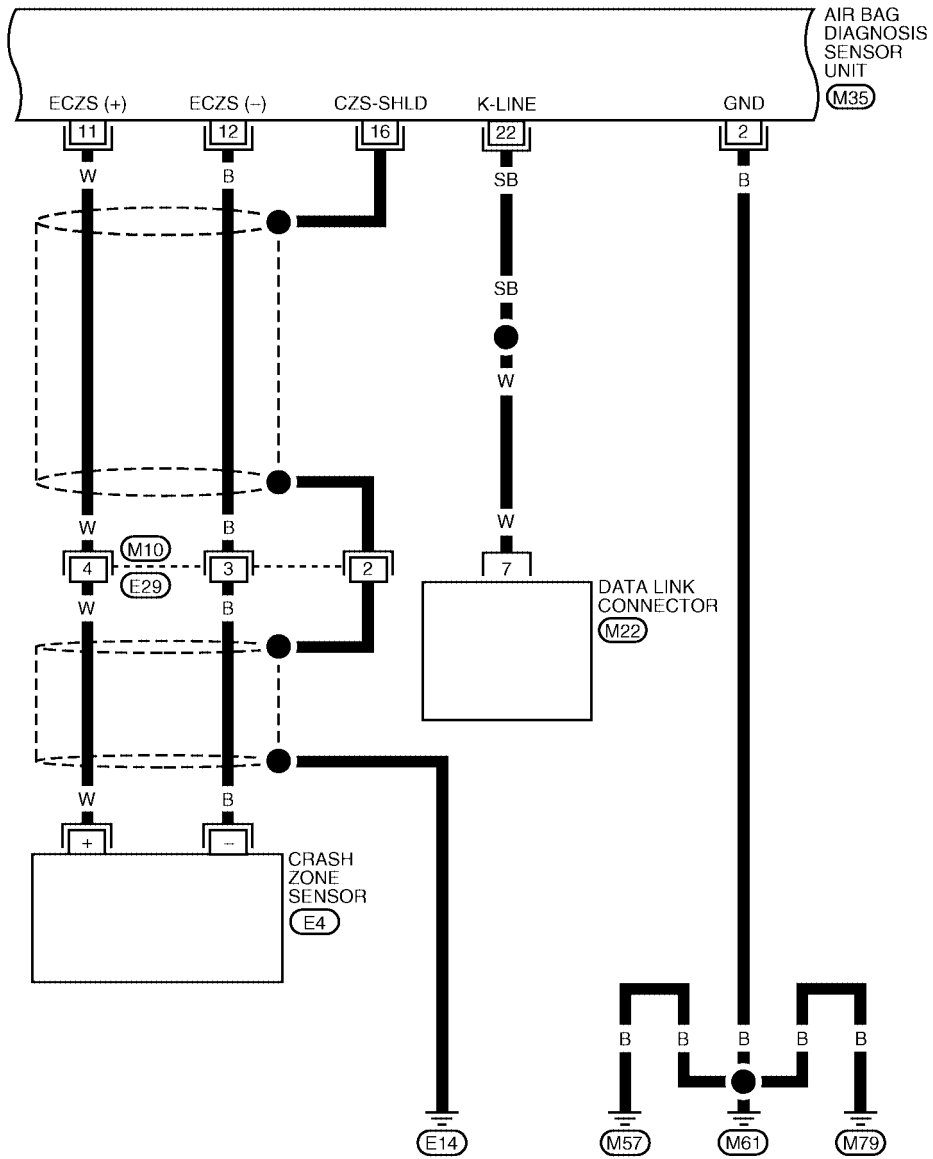 AIR BAG
DIAGNOSIS
SENSOR
UNIT
M35
ECZS (+) ECZS (–) CZS-SHLD K-LINE GND
11 12 16 22 2
W B SB B
SB
W
W B W
M10
4 3 2 7
E29
W B
DATA LINK
CONNECTOR
M22
W B
+ –
CRASH
ZONE
SENSOR
E4
B B B B B
E14 M57 M61 M79